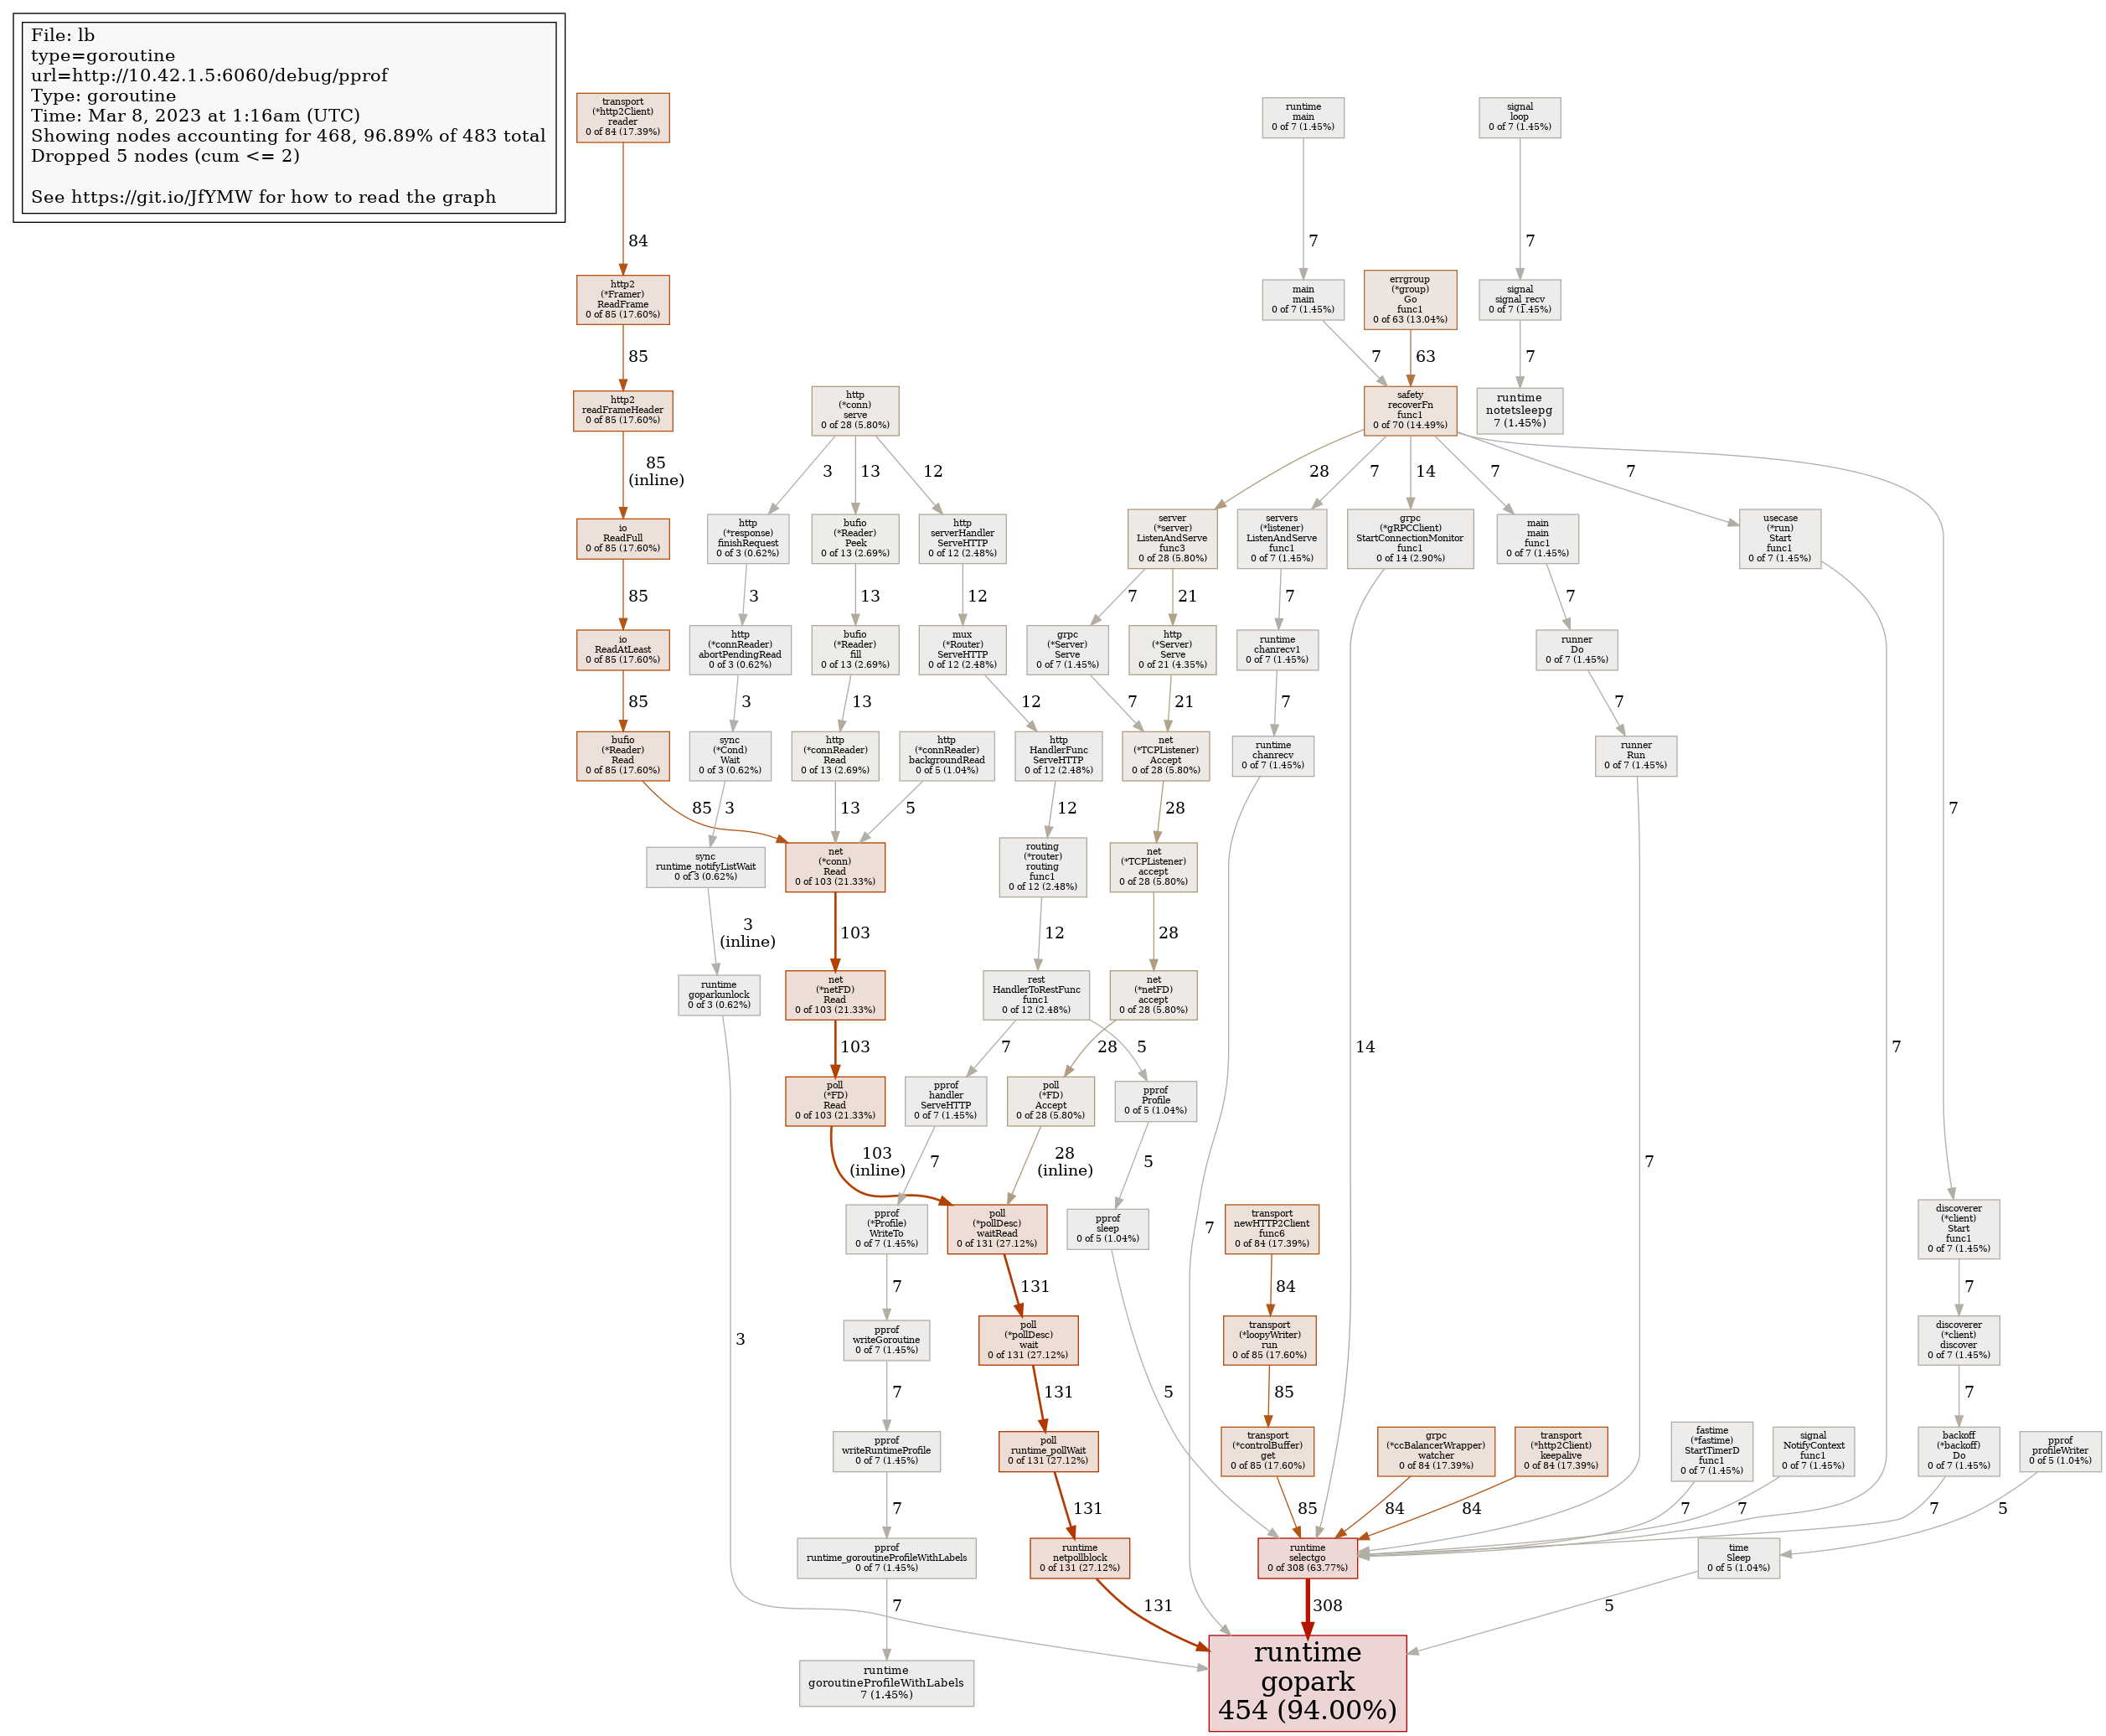 File: lb
type=goroutine
url=http://10.42.1.5:6060/debug/pprof
Type: goroutine
Time: Mar 8, 2023 at 1:16am (UTC)
Showing nodes accounting for 468, 96.89% of 483 total
Dropped 5 nodes (cum <= 2)
See https://git.io/JfYMW for how to read the graph
transport
(*http2Client)
reader
0 of 84 (17.39%)
runtime
main
0 of 7 (1.45%)
signal
loop
0 of 7 (1.45%)
84
7
7
http2
(*Framer)
ReadFrame
0 of 85 (17.60%)
main
main
0 of 7 (1.45%)
errgroup
(*group)
Go
func1
0 of 63 (13.04%)
signal
signal_recv
0 of 7 (1.45%)
85
7
63
7
http2
readFrameHeader
0 of 85 (17.60%)
http
(*conn)
serve
0 of 28 (5.80%)
safety
recoverFn
func1
0 of 70 (14.49%)
runtime
notetsleepg
7 (1.45%)
85
(inline)
3
13
12
28
7
14
7
7
7
io
ReadFull
0 of 85 (17.60%)
http
(*response)
finishRequest
0 of 3 (0.62%)
bufio
(*Reader)
Peek
0 of 13 (2.69%)
http
serverHandler
ServeHTTP
0 of 12 (2.48%)
server
(*server)
ListenAndServe
func3
0 of 28 (5.80%)
servers
(*listener)
ListenAndServe
func1
0 of 7 (1.45%)
grpc
(*gRPCClient)
StartConnectionMonitor
func1
0 of 14 (2.90%)
main
main
func1
0 of 7 (1.45%)
usecase
(*run)
Start
func1
0 of 7 (1.45%)
85
3
13
12
7
21
7
14
7
7
io
ReadAtLeast
0 of 85 (17.60%)
http
(*connReader)
abortPendingRead
0 of 3 (0.62%)
bufio
(*Reader)
fill
0 of 13 (2.69%)
mux
(*Router)
ServeHTTP
0 of 12 (2.48%)
grpc
(*Server)
Serve
0 of 7 (1.45%)
http
(*Server)
Serve
0 of 21 (4.35%)
runtime
chanrecv1
0 of 7 (1.45%)
runner
Do
0 of 7 (1.45%)
85
3
13
12
7
21
7
7
bufio
(*Reader)
Read
0 of 85 (17.60%)
sync
(*Cond)
Wait
0 of 3 (0.62%)
http
(*connReader)
Read
0 of 13 (2.69%)
http
(*connReader)
backgroundRead
0 of 5 (1.04%)
http
HandlerFunc
ServeHTTP
0 of 12 (2.48%)
net
(*TCPListener)
Accept
0 of 28 (5.80%)
runtime
chanrecv
0 of 7 (1.45%)
runner
Run
0 of 7 (1.45%)
85
3
13
5
12
28
7
7
sync
runtime_notifyListWait
0 of 3 (0.62%)
net
(*conn)
Read
0 of 103 (21.33%)
routing
(*router)
routing
func1
0 of 12 (2.48%)
net
(*TCPListener)
accept
0 of 28 (5.80%)
3
(inline)
103
12
28
runtime
goparkunlock
0 of 3 (0.62%)
net
(*netFD)
Read
0 of 103 (21.33%)
rest
HandlerToRestFunc
func1
0 of 12 (2.48%)
net
(*netFD)
accept
0 of 28 (5.80%)
3
103
7
28
5
poll
(*FD)
Read
0 of 103 (21.33%)
pprof
handler
ServeHTTP
0 of 7 (1.45%)
poll
(*FD)
Accept
0 of 28 (5.80%)
pprof
Profile
0 of 5 (1.04%)
103
(inline)
7
28
(inline)
5
pprof
(*Profile)
WriteTo
0 of 7 (1.45%)
poll
(*pollDesc)
waitRead
0 of 131 (27.12%)
pprof
sleep
0 of 5 (1.04%)
transport
newHTTP2Client
func6
0 of 84 (17.39%)
discoverer
(*client)
Start
func1
0 of 7 (1.45%)
7
131
5
84
7
pprof
writeGoroutine
0 of 7 (1.45%)
poll
(*pollDesc)
wait
0 of 131 (27.12%)
transport
(*loopyWriter)
run
0 of 85 (17.60%)
discoverer
(*client)
discover
0 of 7 (1.45%)
7
131
85
7
pprof
writeRuntimeProfile
0 of 7 (1.45%)
poll
runtime_pollWait
0 of 131 (27.12%)
transport
(*controlBuffer)
get
0 of 85 (17.60%)
grpc
(*ccBalancerWrapper)
watcher
0 of 84 (17.39%)
transport
(*http2Client)
keepalive
0 of 84 (17.39%)
fastime
(*fastime)
StartTimerD
func1
0 of 7 (1.45%)
signal
NotifyContext
func1
0 of 7 (1.45%)
backoff
(*backoff)
Do
0 of 7 (1.45%)
pprof
profileWriter
0 of 5 (1.04%)
7
131
85
84
84
7
7
7
5
pprof
runtime_goroutineProfileWithLabels
0 of 7 (1.45%)
runtime
netpollblock
0 of 131 (27.12%)
runtime
selectgo
0 of 308 (63.77%)
time
Sleep
0 of 5 (1.04%)
7
131
308
5
runtime
goroutineProfileWithLabels
7 (1.45%)
runtime
gopark
454 (94.00%)